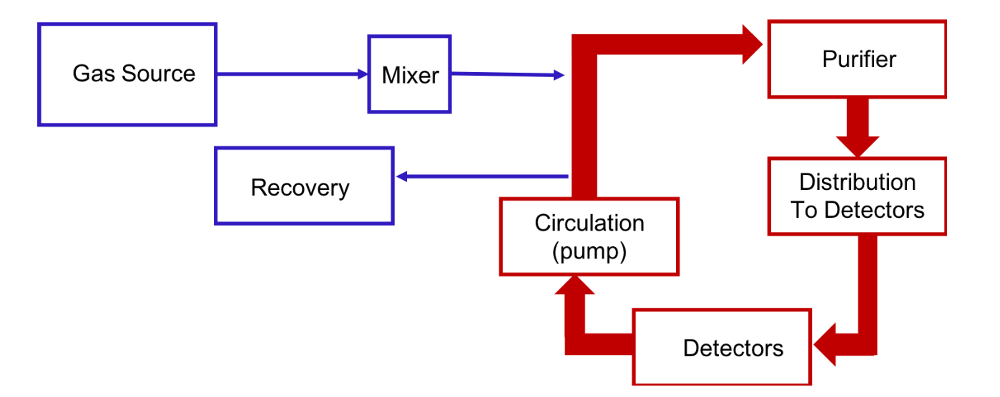 Gas Source
Mixer
Purifier
Recovery
Distribution
To Detectors
Circulation
(pump)
Detectors